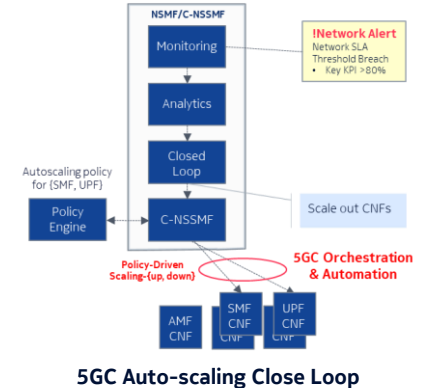 NSMF/C-NSSMF
Monitoring
!Network Alert
Network SLA
Threshold Breach
• Key KPI >80%
Analytics
Closed
Loop
Autoscaling policy
for {SMF, UPF}
Policy
Engine
C-NSSMF
Scale out CNFs
Policy-Driven
Scaling-{up, down}
5GC Orchestration
& Automation
AMF
CNF
SMF
CNF
CNF
UPF
CNF
CNF
5GC Auto-scaling Close Loop